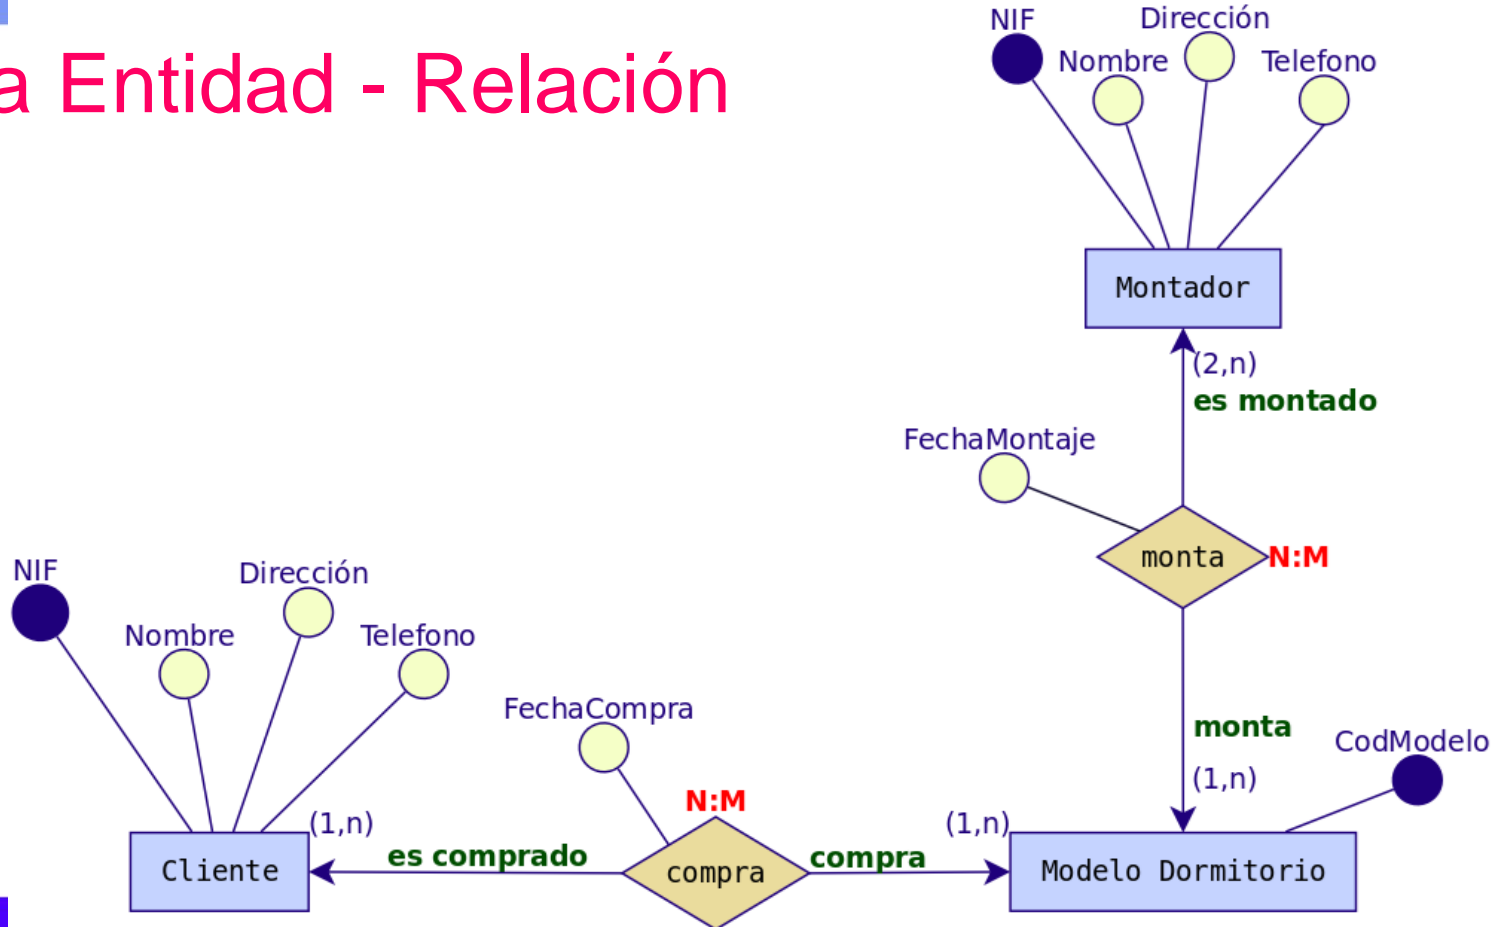 a Entidad - Relación
NIF
Dirección
Nombre
Telefono
Montador
(2,n)
es montado
FechaMontaje
monta
N:M
NIF
Dirección
Nombre
Telefono
FechaCompra
monta
CodModelo
(1,n)
N:M
(1,n)
(1,n)
Cliente
es comprado
compra
compra
Modelo Dormitorio